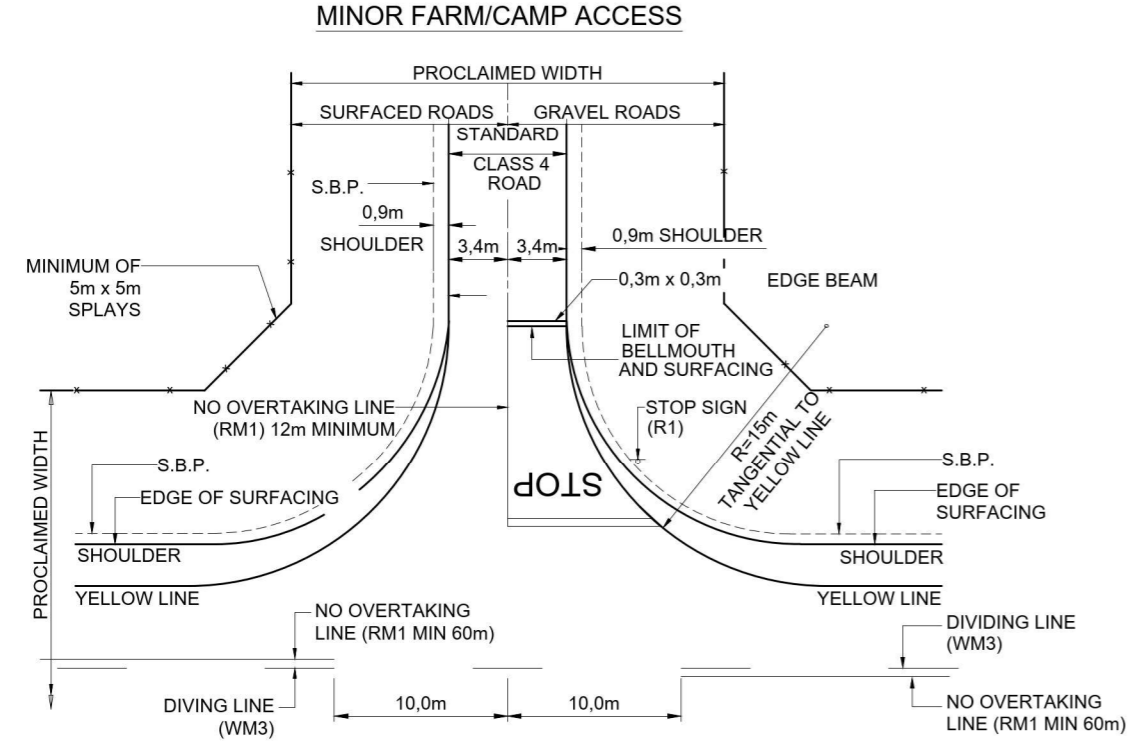 MINOR FARM/CAMP ACCESS
PROCLAIMED WIDTH
SURFACED ROADS
GRAVEL ROADS
STANDARD
CLASS 4
ROAD
S.B.P.
0,9m
SHOULDER
3,4m
3,4m
0,9m SHOULDER
MINIMUM OF
5m x 5m
SPLAYS
0,3m x 0,3m
EDGE BEAM
LIMIT OF
BELLMOUTH
AND SURFACING
NO OVERTAKING LINE
(RM1) 12m MINIMUM
STOP SIGN
(R1)
R=15m
TANGENTIAL TO
YELLOW LINE
STOP
S.B.P.
EDGE OF SURFACING
SHOULDER
YELLOW LINE
S.B.P.
EDGE OF
SURFACING
SHOULDER
YELLOW LINE
PROCLAIMED WIDTH
NO OVERTAKING
LINE (RM1 MIN 60m)
DIVIDING LINE
(WM3)
DIVING LINE
(WM3)
10,0m
10,0m
NO OVERTAKING
LINE (RM1 MIN 60m)